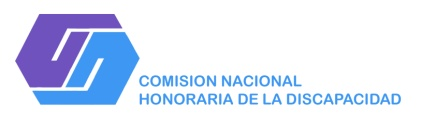 COMISION NACIONAL
HONORARIA DE LA DISCAPACIDAD